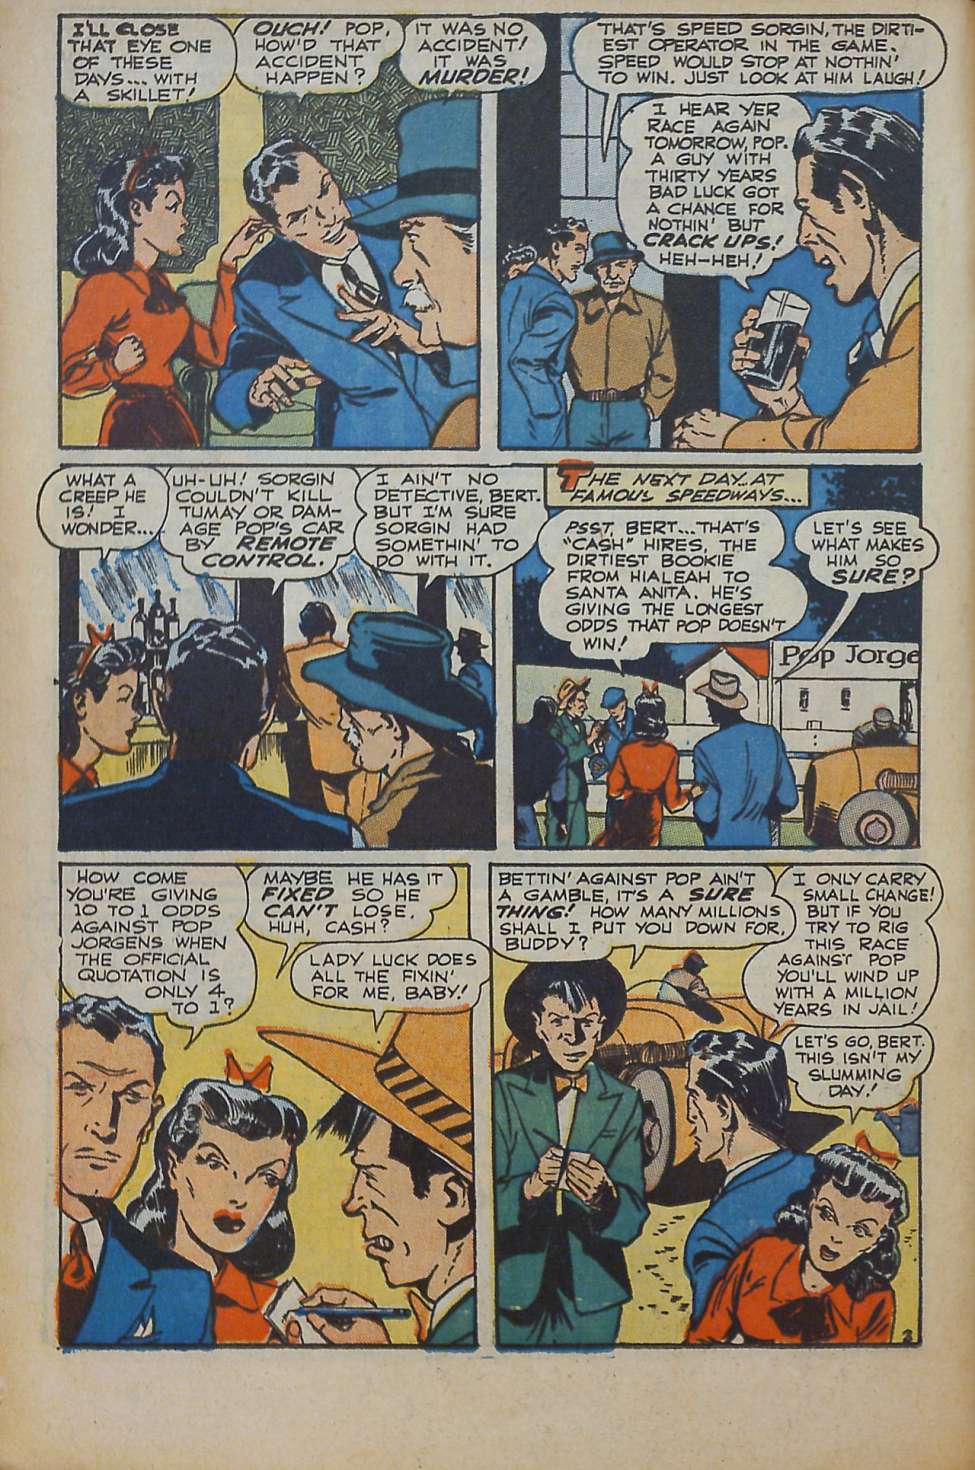 I'LL CLOSE
THAT EYE ONE
OF THESE
DAYS... WITH
A SKILLET!
OUCH! POP,
HOW'D THAT
ACCIDENT
HAPPEN?
IT WAS NO
ACCIDENT!
IT WAS
MURDER!
THAT'S SPEED SORGIN, THE DIRTI-
EST OPERATOR IN THE GAME.
SPEED WOULD STOP AT NOTHIN'
TO WIN. JUST LOOK AT HIM LAUGH!
I HEAR YER
RACE AGAIN
TOMORROW, POP.
A GUY WITH
THIRTY YEARS
BAD LUCK GOT
A CHANCE FOR
NOTHIN' BUT
CRACK UPS!
HEH-HEH!
WHAT A
CREEP HE
IS! I
WONDER...
UH-UH! SORGIN
COULDN'T KILL
TUMAY OR DAM-
AGE POP'S CAR
BY REMOTE
CONTROL.
I AIN'T NO
DETECTIVE, BERT.
BUT I'M SURE
SORGIN HAD
SOMETHIN' TO
DO WITH IT.
THE NEXT DAY..AT
FAMOUS SPEEDWAYS...
PSST, BERT...THAT'S
"CASH" HIRES, THE
DIRTIEST BOOKIE
FROM HIALEAH TO
SANTA ANITA. HE'S
GIVING THE LONGEST
ODDS THAT POP DOESN'T
WIN!
LET'S SEE
WHAT MAKES
HIM SO
SURE?
Pop Jorge
HOW COME
YOU'RE GIVING
10 TO 1 ODDS
AGAINST POP
JORGENS WHEN
THE OFFICIAL
QUOTATION IS
ONLY 4
TO 1?
MAYBE HE HAS IT
FIXED SO HE
CAN'T LOSE.
HUH, CASH?
LADY LUCK DOES
ALL THE FIXIN'
FOR ME, BABY!
BETTIN' AGAINST POP AIN'T
A GAMBLE, IT'S A SURE
THING! HOW MANY MILLIONS
SHALL I PUT YOU DOWN FOR,
BUDDY?
I ONLY CARRY
SMALL CHANGE!
BUT IF YOU
TRY TO RIG
THIS RACE
AGAINST POP
YOU'LL WIND UP
WITH A MILLION
YEARS IN JAIL!
LET'S GO, BERT.
THIS ISN'T MY
SLUMMING
DAY!
2